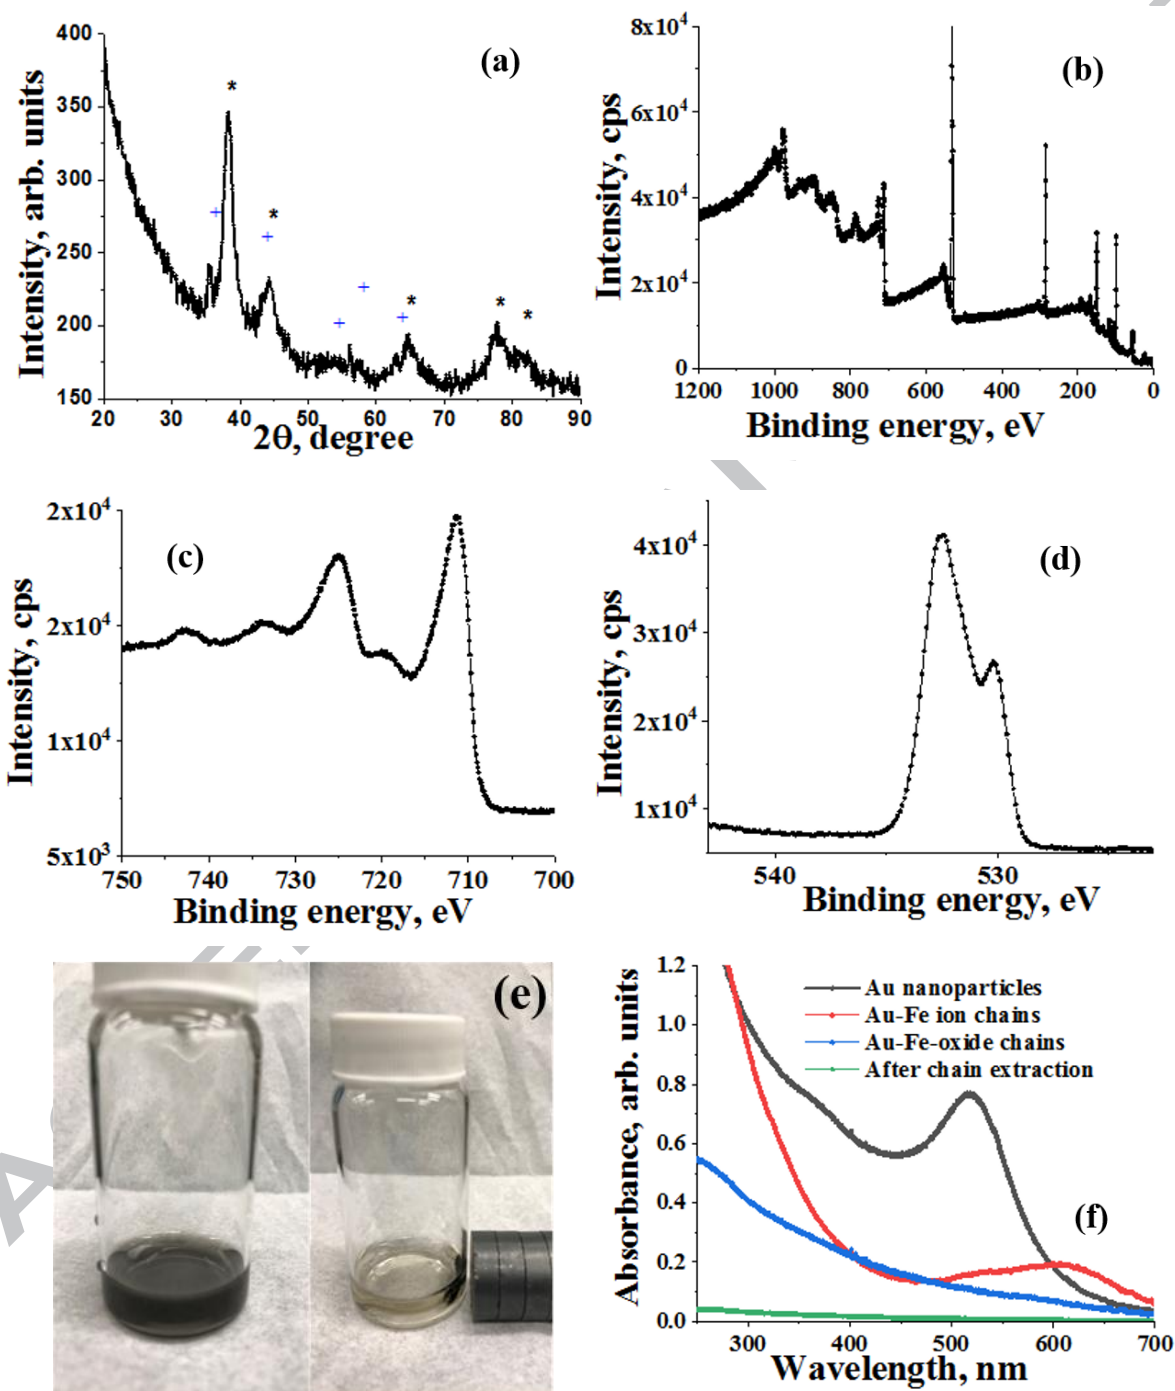 (a)
Intensity, arb. units
400
350
300
250
200
150
* * * * *
+ + + + +
20 30 40 50 60 70 80 90
2θ, degree
(b)
Intensity, cps
8x10⁴
6x10⁴
4x10⁴
2x10⁴
0
1200 1000 800 600 400 200 0
Binding energy, eV
(c)
Intensity, cps
2x10⁴
2x10⁴
1x10⁴
5x10³
750 740 730 720 710 700
Binding energy, eV
(d)
Intensity, cps
4x10⁴
3x10⁴
2x10⁴
1x10⁴
540 530
Binding energy, eV
(e)
(f)
Absorbance, arb. units
1.2
1.0
0.8
0.6
0.4
0.2
0.0
Au nanoparticles
Au-Fe ion chains
Au-Fe-oxide chains
After chain extraction
300 400 500 600 700
Wavelength, nm